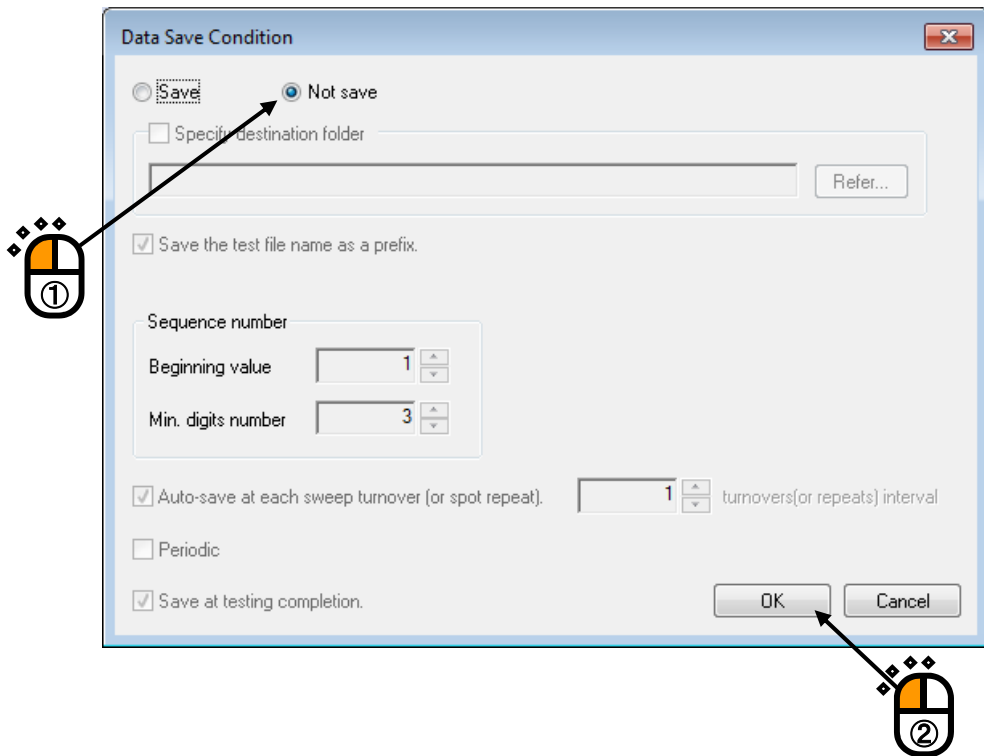 Data Save Condition
Save Not save
Specify destination folder
Refer...
Save the test file name as a prefix.
①
Sequence number
Beginning value 1
Min. digits number 3
Auto-save at each sweep turnover (or spot repeat). 1 turnovers(or repeats) interval
Periodic
Save at testing completion.
OK Cancel
②